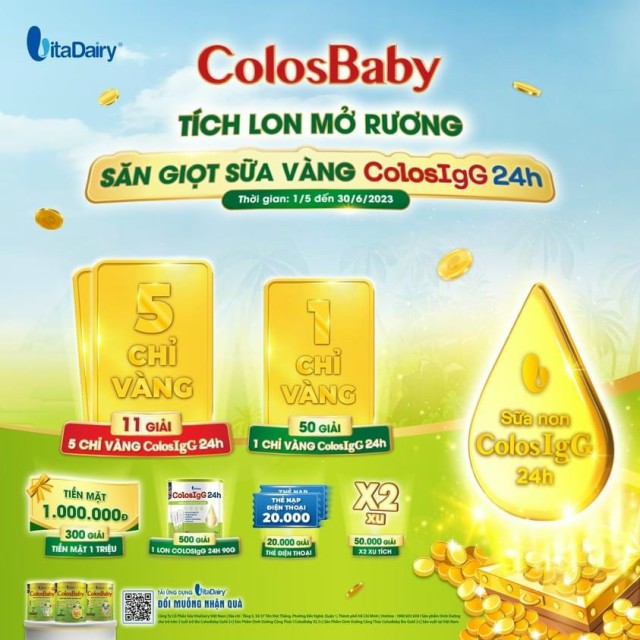 VitaDairy®
ColosBaby
TÍCH LON MỞ RƯƠNG
SĂN GIỌT SỮA VÀNG ColosIgG 24h
Thời gian: 1/5 đến 30/6/2023
5
CHỈ
VÀNG
11 GIẢI
5 CHỈ VÀNG ColosIgG 24h
1
CHỈ
VÀNG
50 GIẢI
1 CHỈ VÀNG ColosIgG 24h
Sữa non
ColosIgG
24h
TIỀN MẶT
1.000.000đ
300 GIẢI
TIỀN MẶT 1 TRIỆU
ColosIgG 24h
500 GIẢI
1 LON COLOSIGG 24H 90G
THẺ NẠP
THẺ NẠP
ĐIỆN THOẠI
20.000
20.000 GIẢI
THẺ ĐIỆN THOẠI
X2
XU
50.000 GIẢI
X2 XU TÍCH
TẢI ỨNG DỤNG VitaDairy
ĐỔI MUỖNG NHẬN QUÀ